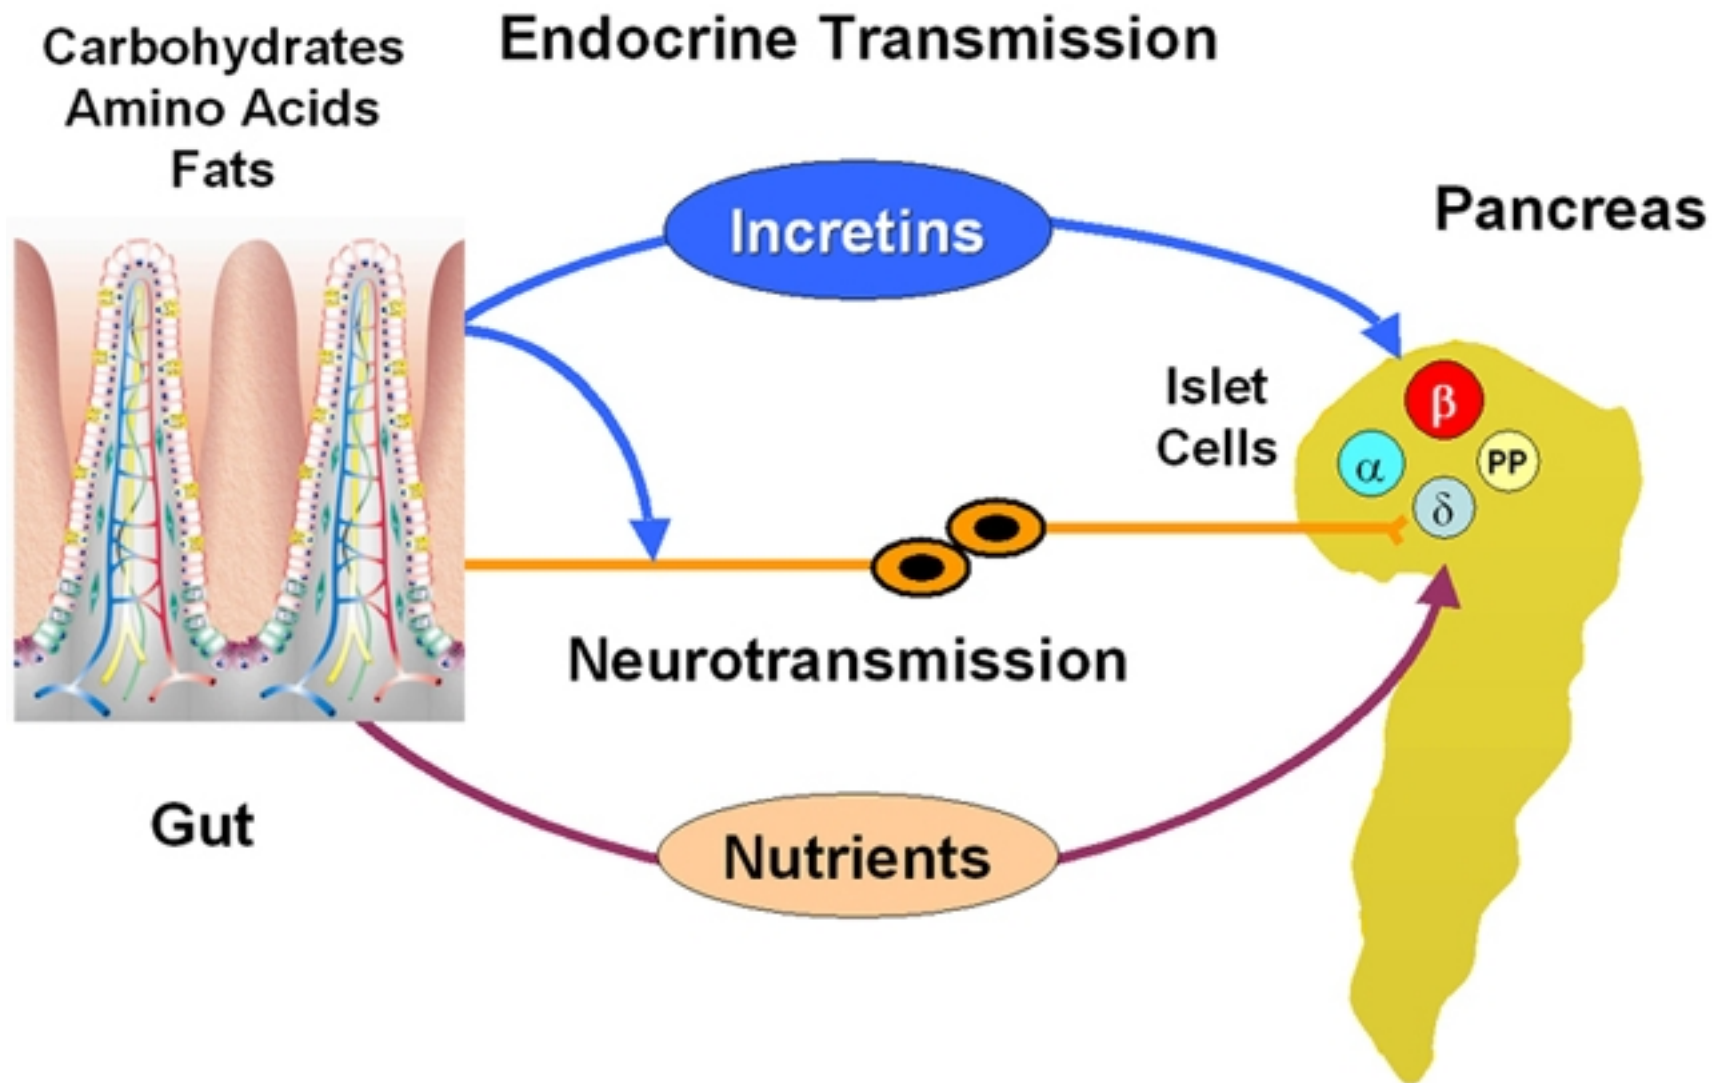 Carbohydrates
Amino Acids
Fats
Endocrine Transmission
Incretins
Pancreas
Islet
Cells
β
α
PP
δ
Neurotransmission
Gut
Nutrients